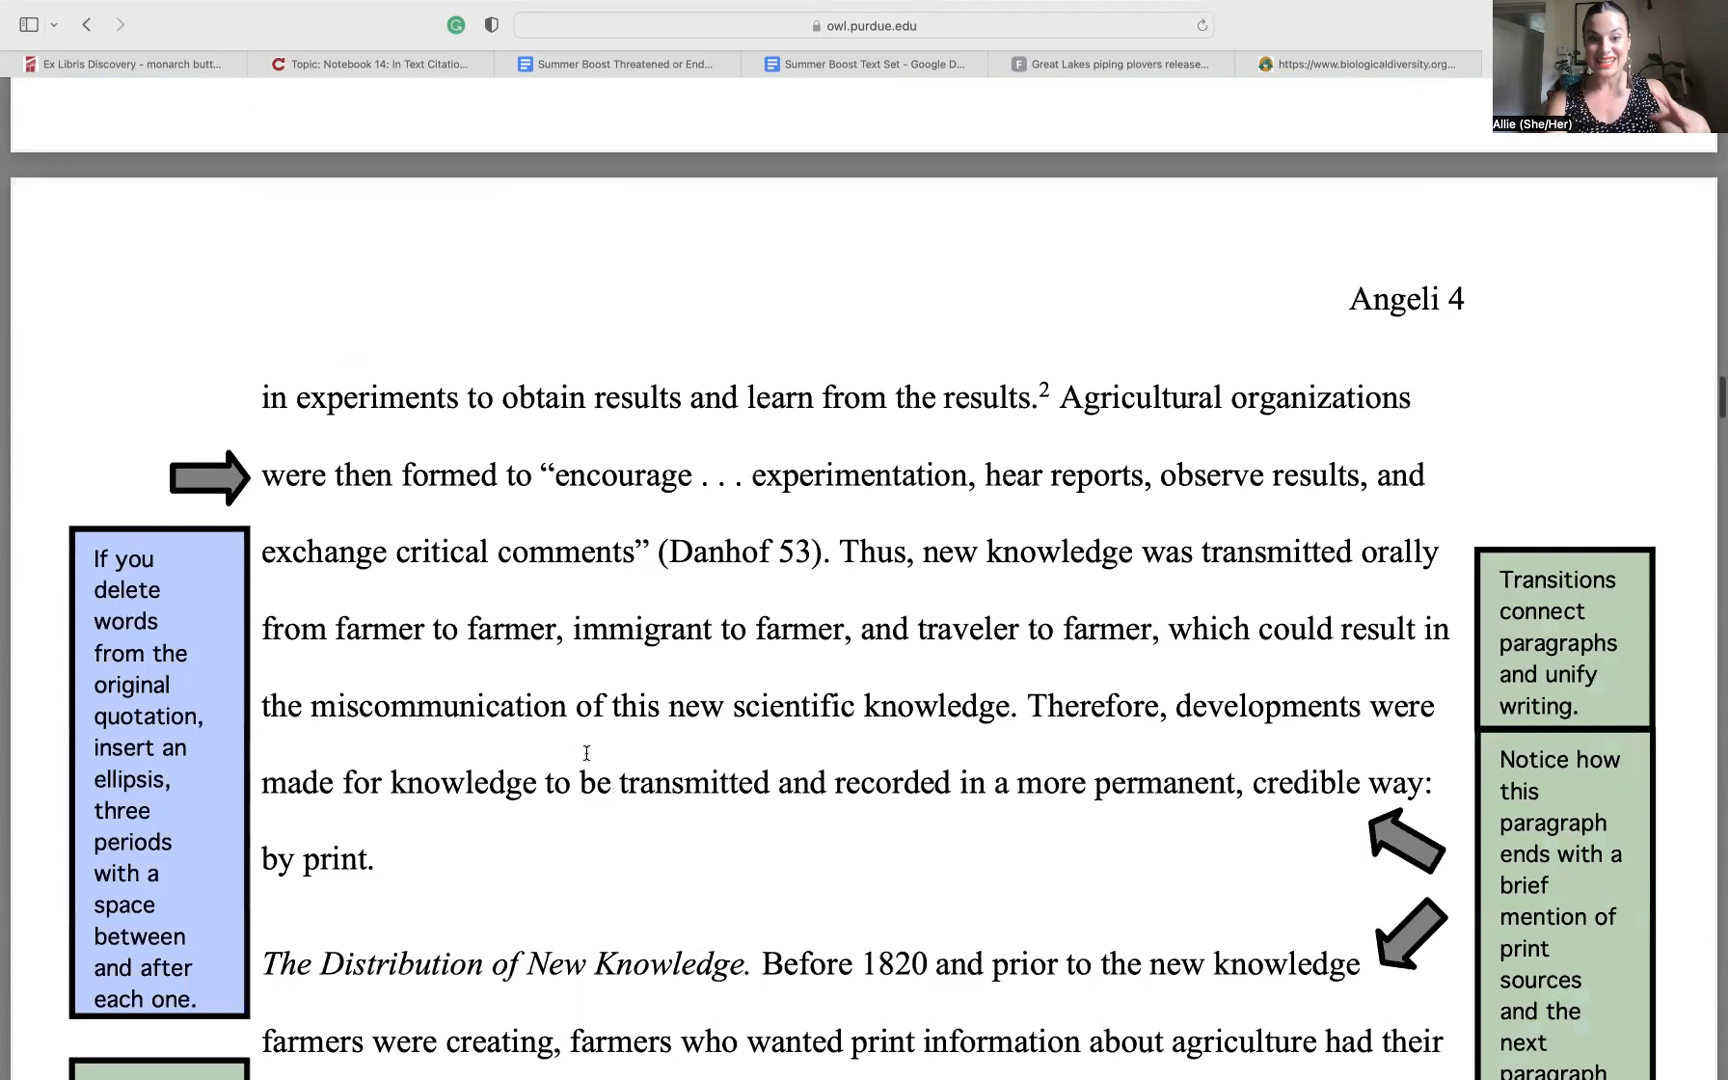 owl.purdue.edu
Ex Libris Discovery - monarch butt...
Topic: Notebook 14: In Text Citatio...
Summer Boost Threatened or End...
Summer Boost Text Set - Google D...
Great Lakes piping plovers release...
https://www.biologicaldiversity.org...
Allie (She/Her)
Angeli 4
in experiments to obtain results and learn from the results.² Agricultural organizations
were then formed to “encourage . . . experimentation, hear reports, observe results, and
exchange critical comments” (Danhof 53). Thus, new knowledge was transmitted orally
from farmer to farmer, immigrant to farmer, and traveler to farmer, which could result in
the miscommunication of this new scientific knowledge. Therefore, developments were
made for knowledge to be transmitted and recorded in a more permanent, credible way:
by print.
The Distribution of New Knowledge. Before 1820 and prior to the new knowledge
farmers were creating, farmers who wanted print information about agriculture had their
If you
delete
words
from the
original
quotation,
insert an
ellipsis,
three
periods
with a
space
between
and after
each one.
Transitions
connect
paragraphs
and unify
writing.
Notice how
this
paragraph
ends with a
brief
mention of
print
sources
and the
next
paragraph